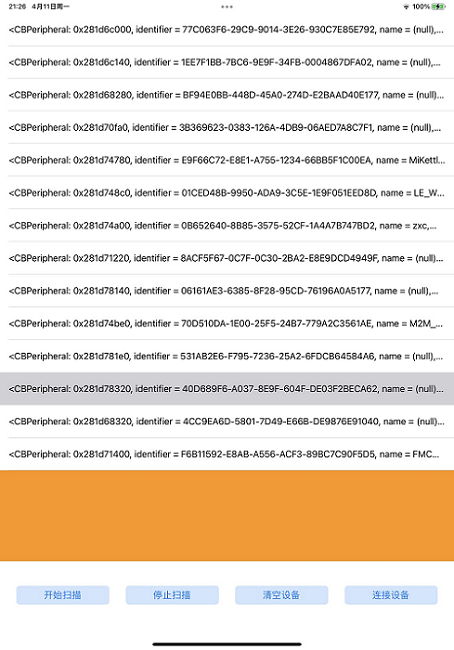 21:26 4月11日周一 ••• 100%
<CBPeripheral: 0x281d6c000, identifier = 77C063F6-29C9-9014-3E26-930C7E85E792, name = (null),...
<CBPeripheral: 0x281d6c140, identifier = 1EE7F1BB-7BC6-9E9F-34FB-0004867DFA02, name = (null),...
<CBPeripheral: 0x281d68280, identifier = BF94E0BB-448D-45A0-274D-E2BAAD40E177, name = (null)...
<CBPeripheral: 0x281d70fa0, identifier = 3B369623-0383-126A-4DB9-06AED7A8C7F1, name = (null),...
<CBPeripheral: 0x281d74780, identifier = E9F66C72-E8E1-A755-1234-66BB5F1C00EA, name = MiKettl...
<CBPeripheral: 0x281d748c0, identifier = 01CED48B-9950-ADA9-3C5E-1E9F051EED8D, name = LE_W...
<CBPeripheral: 0x281d74a00, identifier = 0B652640-8B85-3575-52CF-1A4A7B747BD2, name = zxc,...
<CBPeripheral: 0x281d71220, identifier = 8ACF5F67-0C7F-0C30-2BA2-E8E9DCD4949F, name = (null)...
<CBPeripheral: 0x281d78140, identifier = 06161AE3-6385-8F28-95CD-76196A0A5177, name = (null),...
<CBPeripheral: 0x281d74be0, identifier = 70D510DA-1E00-25F5-24B7-779A2C3561AE, name = M2M_...
<CBPeripheral: 0x281d781e0, identifier = 531AB2E6-F795-7236-25A2-6FDCB64584A6, name = (null),...
<CBPeripheral: 0x281d78320, identifier = 40D689F6-A037-8E9F-604F-DE03F2BECA62, name = (null)...
<CBPeripheral: 0x281d68320, identifier = 4CC9EA6D-5801-7D49-E66B-DE9876E91040, name = (null)...
<CBPeripheral: 0x281d71400, identifier = F6B11592-E8AB-A556-ACF3-89BC7C90F5D5, name = FMC...
开始扫描 停止扫描 清空设备 连接设备